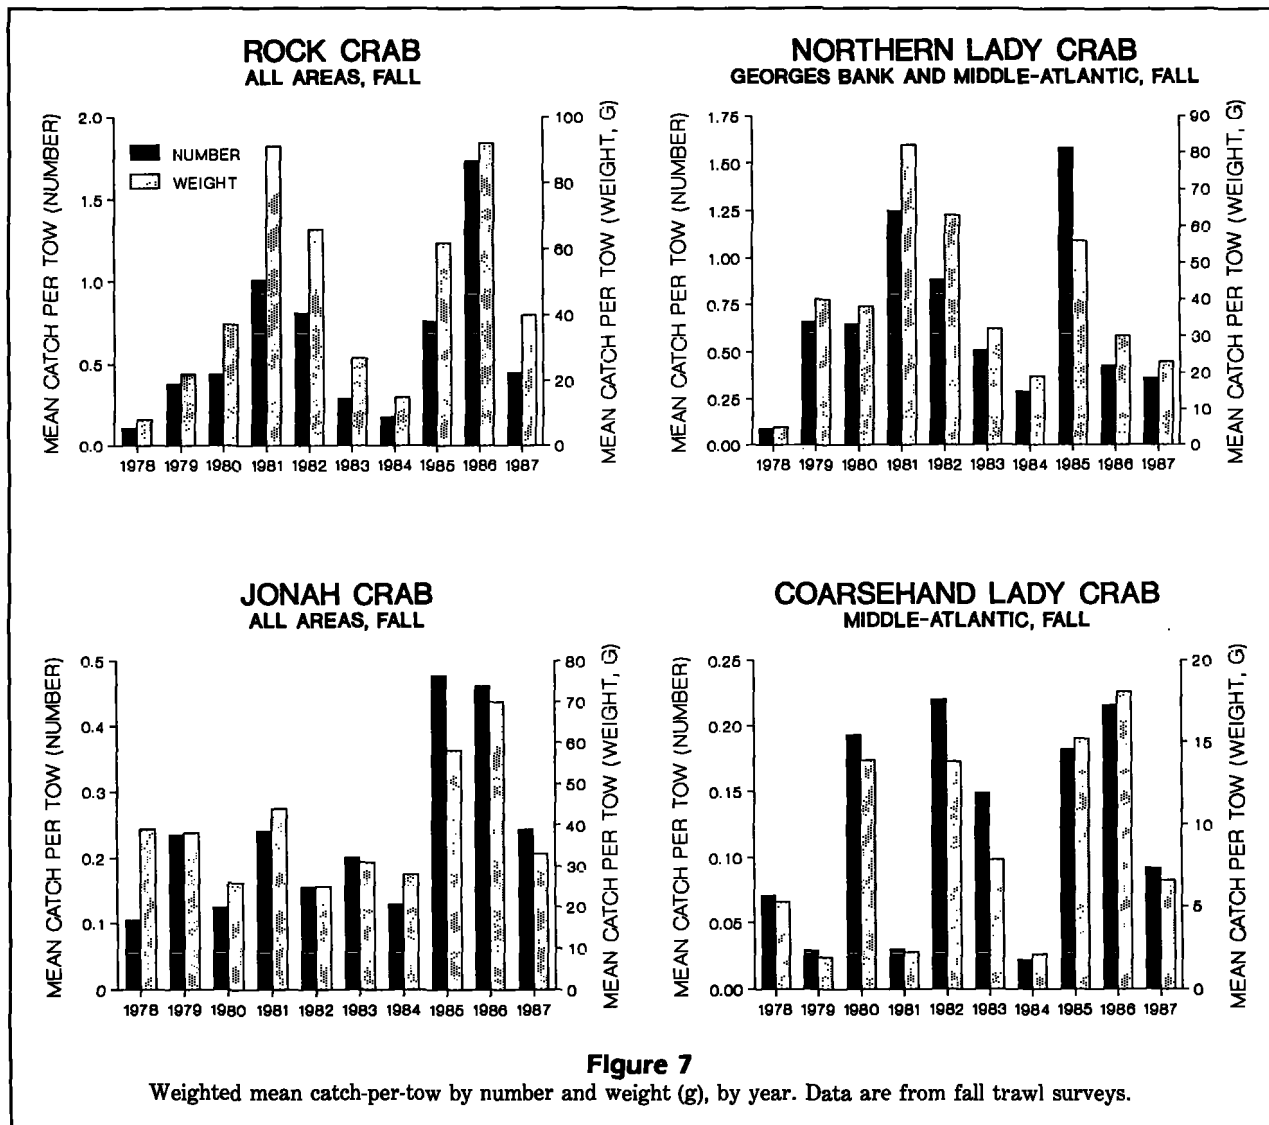 ROCK CRAB
ALL AREAS, FALL
MEAN CATCH PER TOW (NUMBER)
2.0
1.5
1.0
0.5
0.0
NUMBER
WEIGHT
100
80
60
40
20
0
MEAN CATCH PER TOW (WEIGHT, G)
1978 1979 1980 1981 1982 1983 1984 1985 1986 1987
NORTHERN LADY CRAB
GEORGES BANK AND MIDDLE-ATLANTIC, FALL
MEAN CATCH PER TOW (NUMBER)
1.75
1.50
1.25
1.00
0.75
0.50
0.25
0.00
90
80
70
60
50
40
30
20
10
0
MEAN CATCH PER TOW (WEIGHT, G)
1978 1979 1980 1981 1982 1983 1984 1985 1986 1987
JONAH CRAB
ALL AREAS, FALL
MEAN CATCH PER TOW (NUMBER)
0.5
0.4
0.3
0.2
0.1
0
80
70
60
50
40
30
20
10
0
MEAN CATCH PER TOW (WEIGHT, G)
1978 1979 1980 1981 1982 1983 1984 1985 1986 1987
COARSEHAND LADY CRAB
MIDDLE-ATLANTIC, FALL
MEAN CATCH PER TOW (NUMBER)
0.25
0.20
0.15
0.10
0.05
0.00
20
15
10
5
0
MEAN CATCH PER TOW (WEIGHT, G)
1978 1979 1980 1981 1982 1983 1984 1985 1986 1987
Figure 7
Weighted mean catch-per-tow by number and weight (g), by year. Data are from fall trawl surveys.